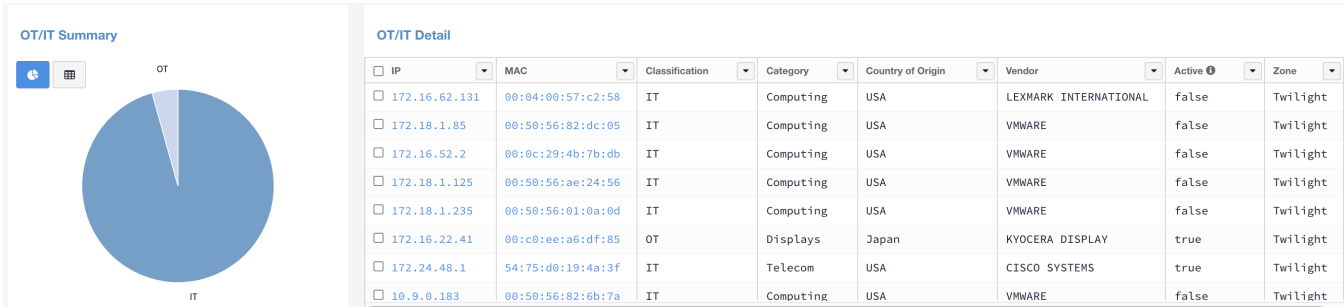 OT/IT Summary
OT
IT
OT/IT Detail
IP MAC Classification Category Country of Origin Vendor Active Zone
172.16.62.131 00:04:00:57:c2:58 IT Computing USA LEXMARK INTERNATIONAL false Twilight
172.18.1.85 00:50:56:82:dc:05 IT Computing USA VMWARE false Twilight
172.16.52.2 00:0c:29:4b:7b:db IT Computing USA VMWARE false Twilight
172.18.1.125 00:50:56:ae:24:56 IT Computing USA VMWARE false Twilight
172.18.1.235 00:50:56:01:0a:0d IT Computing USA VMWARE false Twilight
172.16.22.41 00:c0:ee:a6:df:85 OT Displays Japan KYOCERA DISPLAY true Twilight
172.24.48.1 54:75:d0:19:4a:3f IT Telecom USA CISCO SYSTEMS true Twilight
10.9.0.183 00:50:56:82:6b:7a IT Computing USA VMWARE false Twilight